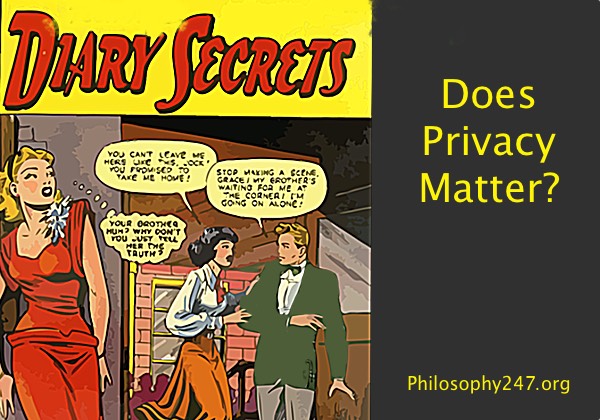 DIARY SECRETS
YOU CAN'T LEAVE ME
HERE LIKE THIS, JOCK!
YOU PROMISED TO
TAKE ME HOME!
STOP MAKING A SCENE,
GRACE! MY BROTHER'S
WAITING FOR ME AT
THE CORNER! I'M
GOING ON ALONE!
YOUR BROTHER
HUH? WHY DON'T
YOU JUST TELL
HER THE
TRUTH?
Does
Privacy
Matter?
Philosophy247.org